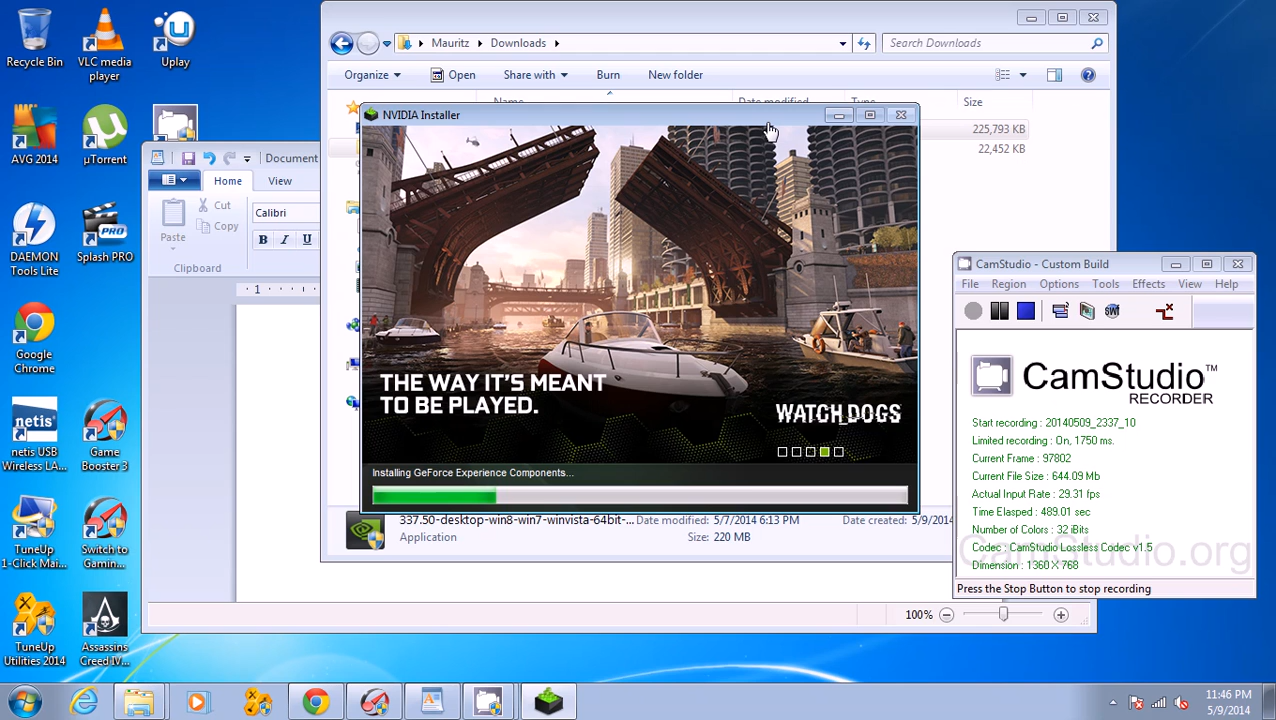 Recycle Bin
VLC media
player
Uplay
AVG 2014
µTorrent
DAEMON
Tools Lite
Splash PRO
PRO
Google
Chrome
netis
netis USB
Wireless LA...
Game
Booster 3
TuneUp
1-Click Mai...
Switch to
Gamin...
TuneUp
Utilities 2014
Assassins
Creed IV...
Mauritz
Downloads
Search Downloads
Organize
Open
Share with
Burn
New folder
Name
Date modified
Type
Size
225,793 KB
22,452 KB
Document
Home
View
Paste
Cut
Copy
Clipboard
Calibri
B I U
1
NVIDIA Installer
THE WAY IT'S MEANT
TO BE PLAYED.
WATCH_DOGS
Installing GeForce Experience Components...
337.50-desktop-win8-win7-winvista-64bit-...
Date modified: 5/7/2014 6:13 PM
Date created: 5/9/2014
Application
Size: 220 MB
100%
CamStudio - Custom Build
File Region Options Tools Effects View Help
SWF
CamStudio™
RECORDER
Start recording : 20140509_2337_10
Limited recording : On, 1750 ms.
Current Frame : 97802
Current File Size : 644.09 Mb
Actual Input Rate : 29.31 fps
Time Elasped : 489.01 sec
Number of Colors : 32 iBits
Codec : CamStudio Lossless Codec v1.5
Dimension : 1360 X 768
CamStudio.org
Press the Stop Button to stop recording
11:46 PM
5/9/2014